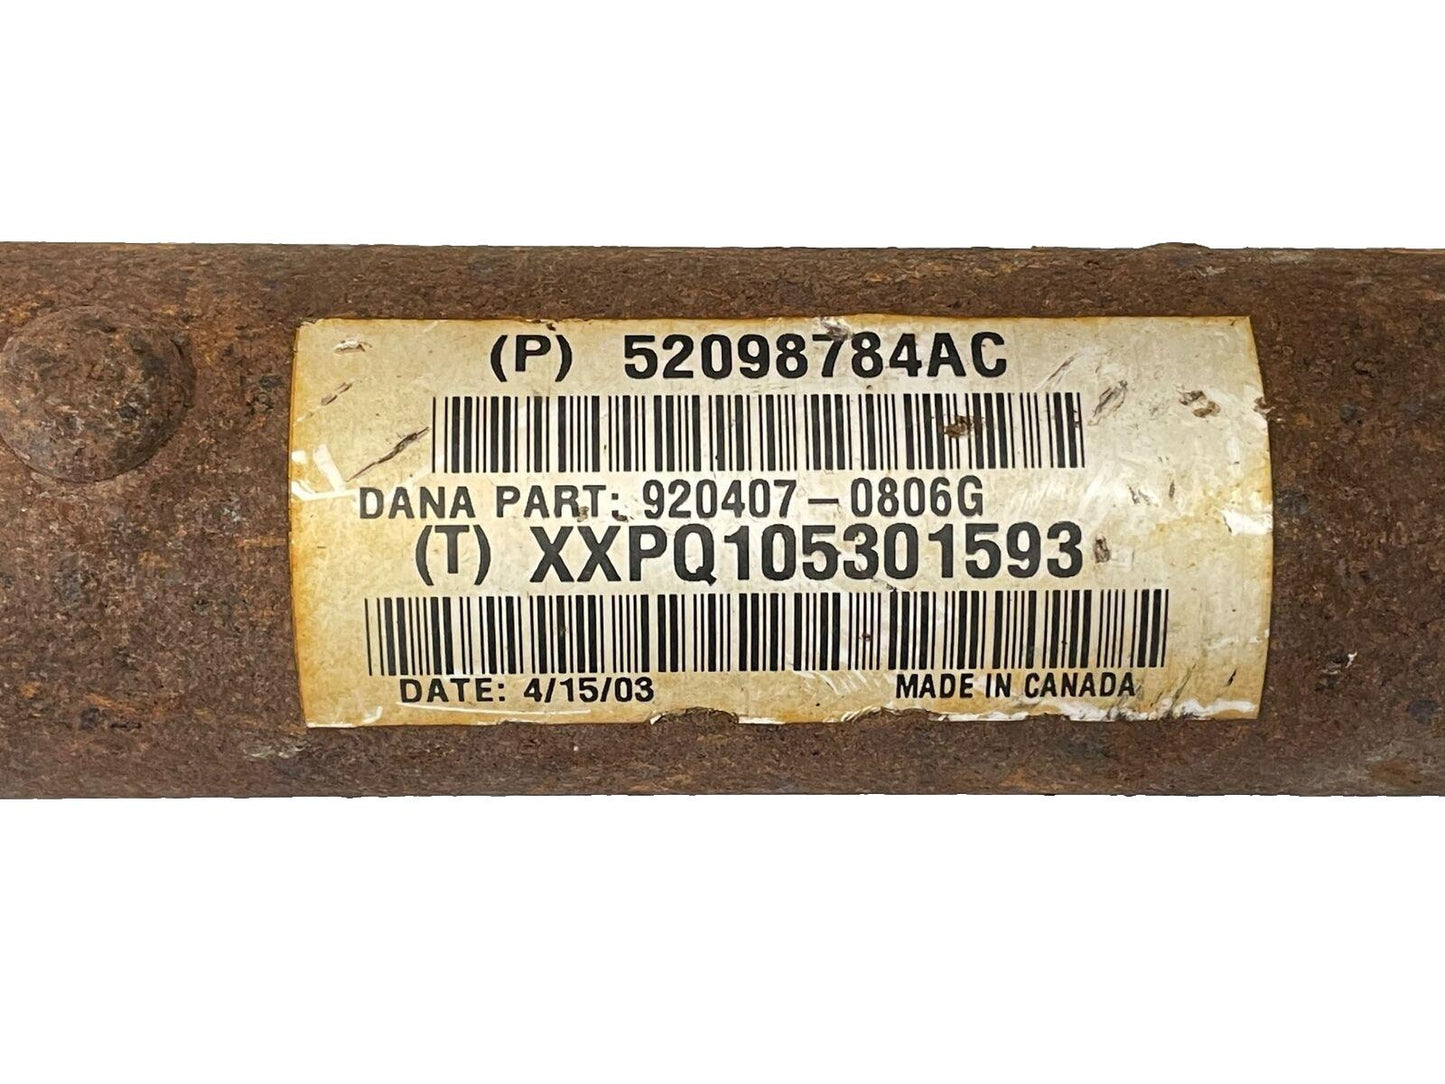 (P) 52098784AC
DANA PART: 920407-0806G
(T) XXPQ105301593
DATE: 4/15/03 MADE IN CANADA